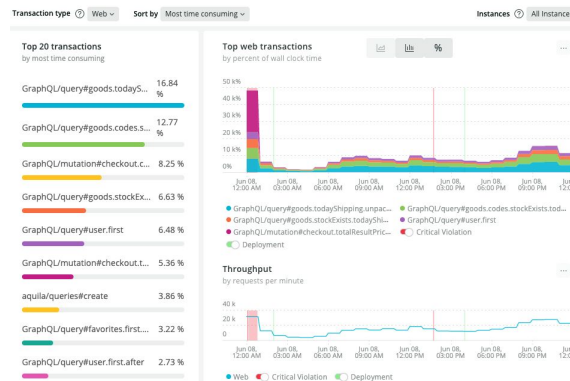 Transaction type ? Web Sort by Most time consuming Instances ? All Instance
Top 20 transactions
by most time consuming
GraphQL/query#goods.todayS... 16.84
%
GraphQL/query#goods.codes.s... 12.77
%
GraphQL/mutation#checkout.c... 8.25 %
GraphQL/query#goods.stockEx... 6.63 %
GraphQL/query#user.first 6.48 %
GraphQL/mutation#checkout.t... 5.36 %
aquila/queries#create 3.86 %
GraphQL/query#favorites.first.... 3.22 %
GraphQL/query#user.first.after 2.73 %
Top web transactions
by percent of wall clock time
%
50 k%
40 k%
30 k%
20 k%
10 k%
0%
Jun 08, Jun 08, Jun 08, Jun 08, Jun 08, Jun 08, Jun 08, Jun 08,
12:00 AM 03:00 AM 06:00 AM 09:00 AM 12:00 PM 03:00 PM 06:00 PM 09:00 PM
GraphQL/query#goods.todayShipping.unpac... GraphQL/query#goods.codes.stockExists.tod...
GraphQL/query#goods.stockExists.todayShi... GraphQL/query#user.first
GraphQL/mutation#checkout.totalResultPric... Critical Violation
Deployment
Throughput
by requests per minute
40 k
20 k
0
Jun 08, Jun 08, Jun 08, Jun 08, Jun 08, Jun 08, Jun 08, Jun 08,
12:00 AM 03:00 AM 06:00 AM 09:00 AM 12:00 PM 03:00 PM 06:00 PM 09:00 PM
Web Critical Violation Deployment